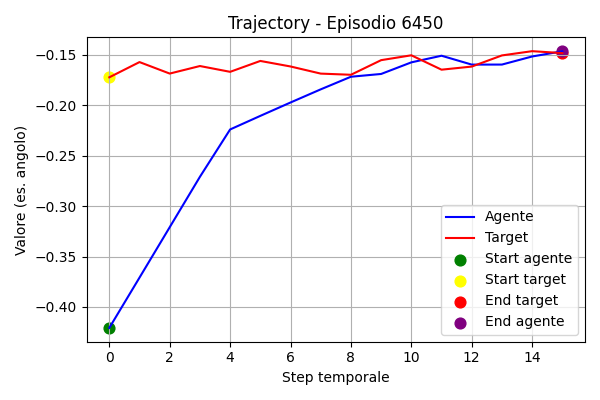 Trajectory - Episodio 6450
Valore (es. angolo)
−0.15
−0.20
−0.25
−0.30
−0.35
−0.40
Agente
Target
Start agente
Start target
End target
End agente
0 2 4 6 8 10 12 14
Step temporale